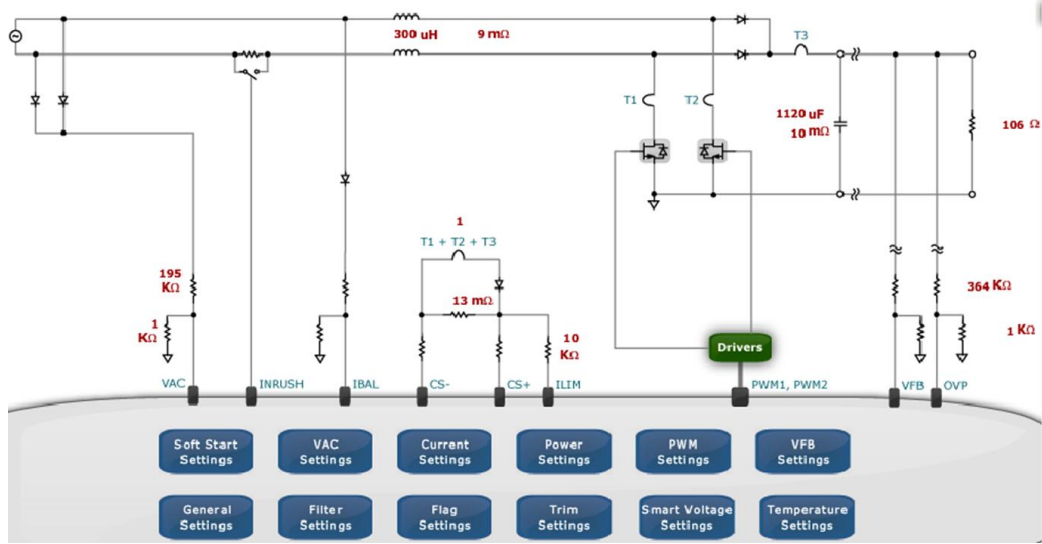 300 uH
9 mΩ
T3
T1
T2
1120 uF
10 mΩ
106 Ω
1
T1 + T2 + T3
195
KΩ
13 mΩ
364 KΩ
1
KΩ
10
KΩ
1 KΩ
Drivers
VAC
INRUSH
IBAL
CS-
CS+
ILIM
PWM1, PWM2
VFB
OVP
Soft Start
Settings
VAC
Settings
Current
Settings
Power
Settings
PWM
Settings
VFB
Settings
General
Settings
Filter
Settings
Flag
Settings
Trim
Settings
Smart Voltage
Settings
Temperature
Settings